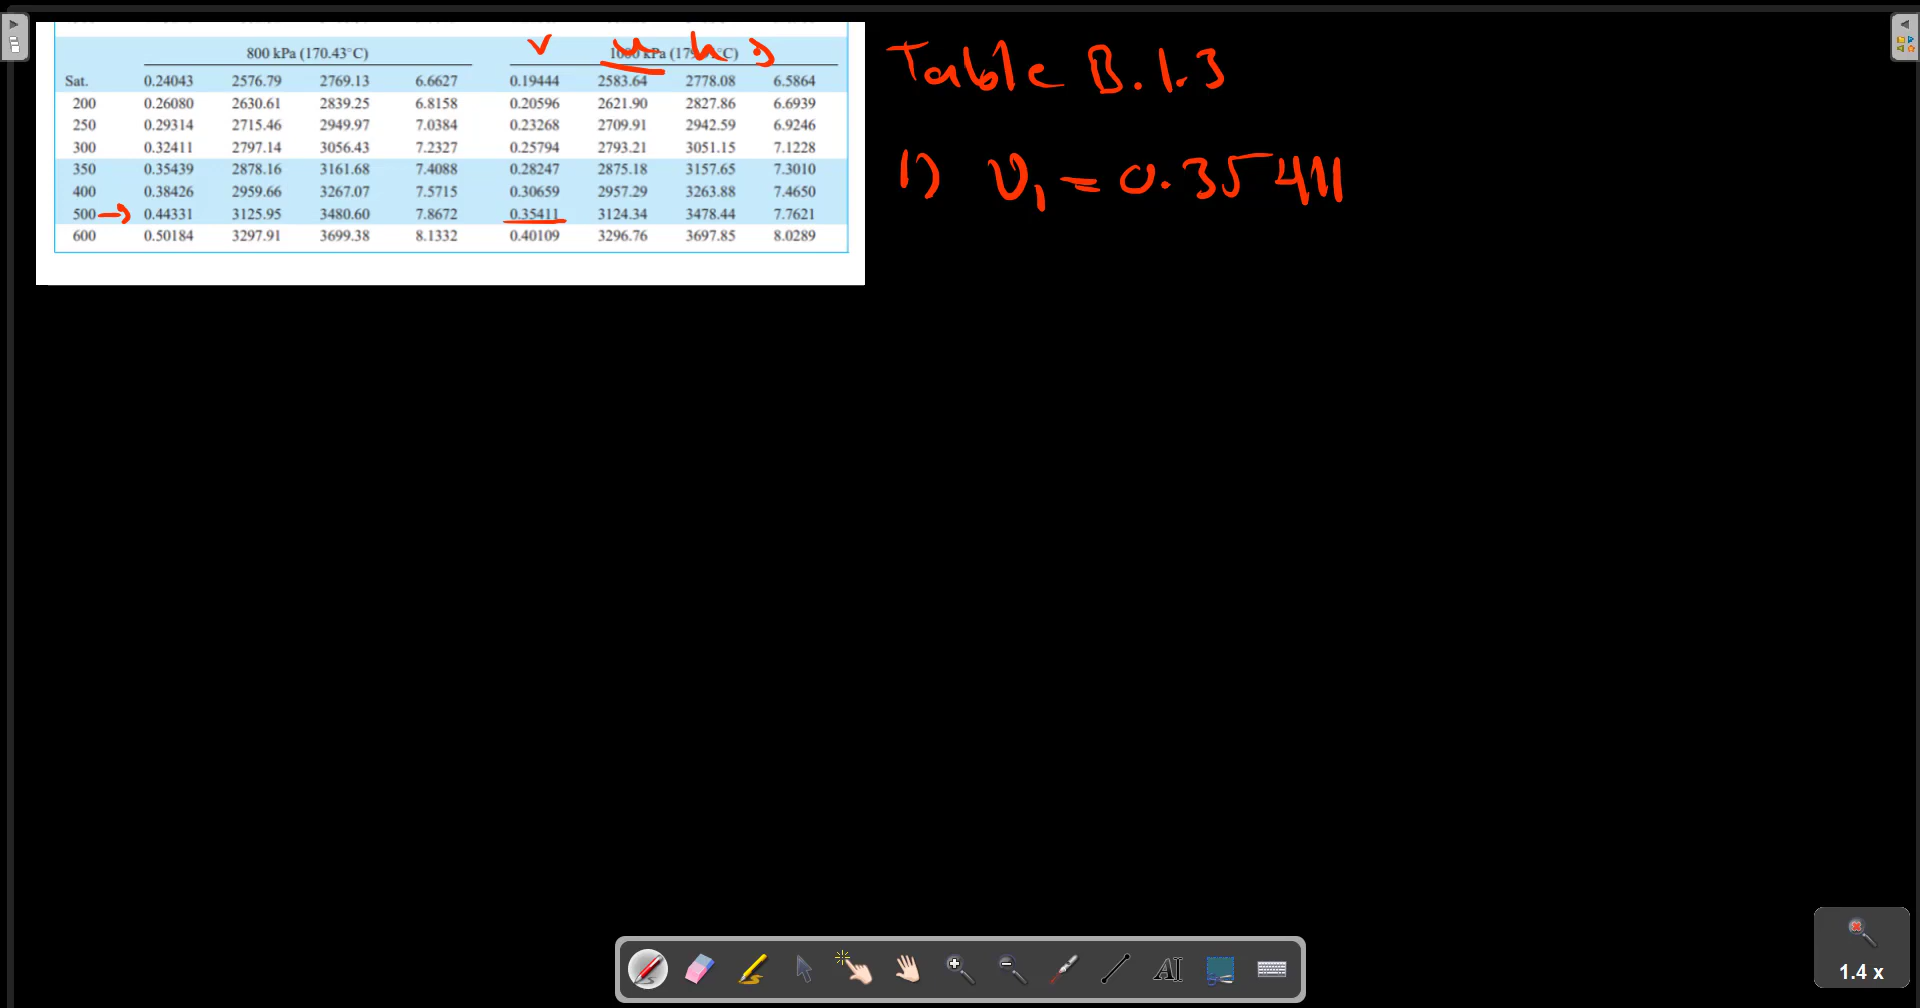 800 kPa (170.43°C)
v u h s
Sat. 0.24043 2576.79 2769.13 6.6627 0.19444 2583.64 2778.08 6.5864
200 0.26080 2630.61 2839.25 6.8158 0.20596 2621.90 2827.86 6.6939
250 0.29314 2715.46 2949.97 7.0384 0.23268 2709.91 2942.59 6.9246
300 0.32411 2797.14 3056.43 7.2327 0.25794 2793.21 3051.15 7.1228
350 0.35439 2878.16 3161.68 7.4088 0.28247 2875.18 3157.65 7.3010
400 0.38426 2959.66 3267.07 7.5715 0.30659 2957.29 3263.88 7.4650
500 → 0.44331 3125.95 3480.60 7.8672 0.35411 3124.34 3478.44 7.7621
600 0.50184 3297.91 3699.38 8.1332 0.40109 3296.76 3697.85 8.0289
Table B.1.3
1) v₁ = 0.35411
AI
1.4 x